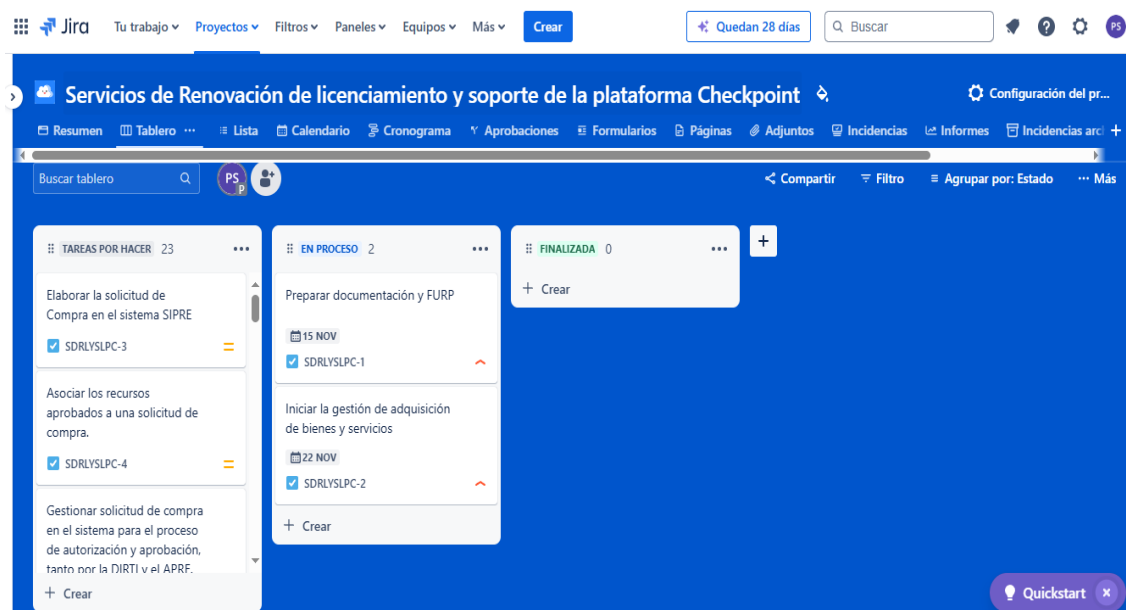 Jira Tu trabajo Proyectos Filtros Paneles Equipos Más Crear Quedan 28 días Buscar PS
Servicios de Renovación de licenciamiento y soporte de la plataforma Checkpoint Configuración del pr...
Resumen Tablero ... Lista Calendario Cronograma Aprobaciones Formularios Páginas Adjuntos Incidencias Informes Incidencias arc
Buscar tablero PS P Compartir Filtro Agrupar por: Estado ... Más
TAREAS POR HACER 23
Elaborar la solicitud de
Compra en el sistema SIPRE
SDRLYSLPC-3
Asociar los recursos
aprobados a una solicitud de
compra.
SDRLYSLPC-4
Gestionar solicitud de compra
en el sistema para el proceso
de autorización y aprobación,
tanto por la DIRTI y el APRE.
+ Crear
EN PROCESO 2
Preparar documentación y FURP
15 NOV
SDRLYSLPC-1
Iniciar la gestión de adquisición
de bienes y servicios
22 NOV
SDRLYSLPC-2
+ Crear
FINALIZADA 0
+ Crear
Quickstart